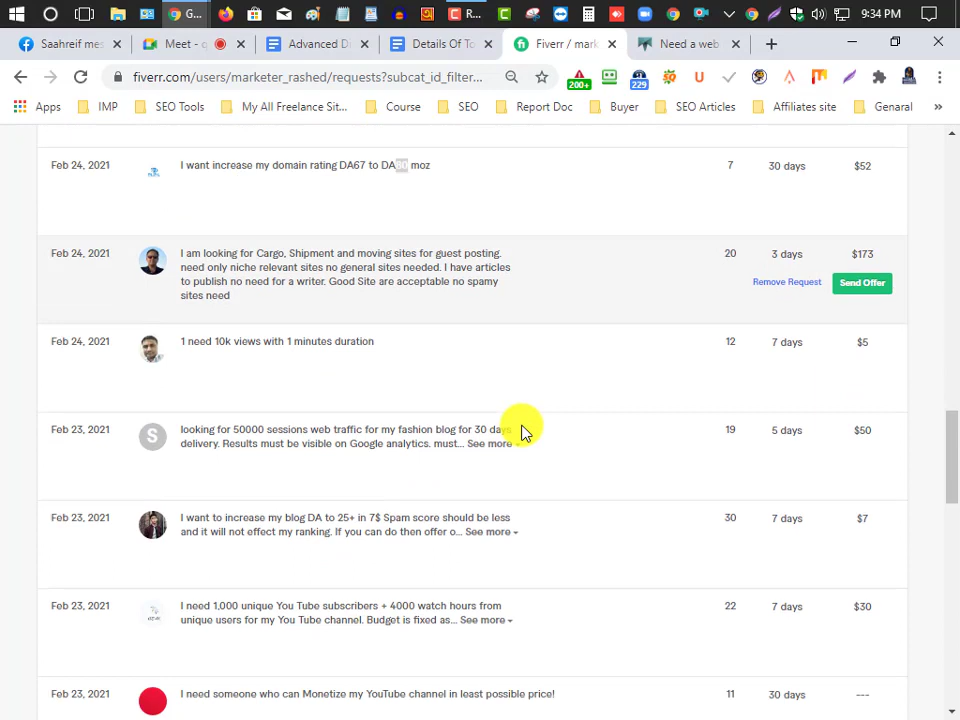 G...
R...
9:34 PM
Saahreif mes
Meet - q
Advanced D
Details Of To
Fiverr / mark
Need a web
fiverr.com/users/marketer_rashed/requests?subcat_id_filter...
200+
229
Apps
IMP
SEO Tools
My All Freelance Sit...
Course
SEO
Report Doc
Buyer
SEO Articles
Affiliates site
Genaral
»
Feb 24, 2021
I want increase my domain rating DA67 to DA80 moz
7
30 days
$52
Feb 24, 2021
I am looking for Cargo, Shipment and moving sites for guest posting.
need only niche relevant sites no general sites needed. I have articles
to publish no need for a writer. Good Site are acceptable no spamy
sites need
20
3 days
$173
Remove Request
Send Offer
Feb 24, 2021
1 need 10k views with 1 minutes duration
12
7 days
$5
Feb 23, 2021
S
looking for 50000 sessions web traffic for my fashion blog for 30 days
delivery. Results must be visible on Google analytics. must... See more
19
5 days
$50
Feb 23, 2021
I want to increase my blog DA to 25+ in 7$ Spam score should be less
and it will not effect my ranking. If you can do then offer o... See more
30
7 days
$7
Feb 23, 2021
I need 1,000 unique You Tube subscribers + 4000 watch hours from
unique users for my You Tube channel. Budget is fixed as... See more
22
7 days
$30
Feb 23, 2021
I need someone who can Monetize my YouTube channel in least possible price!
11
30 days
---